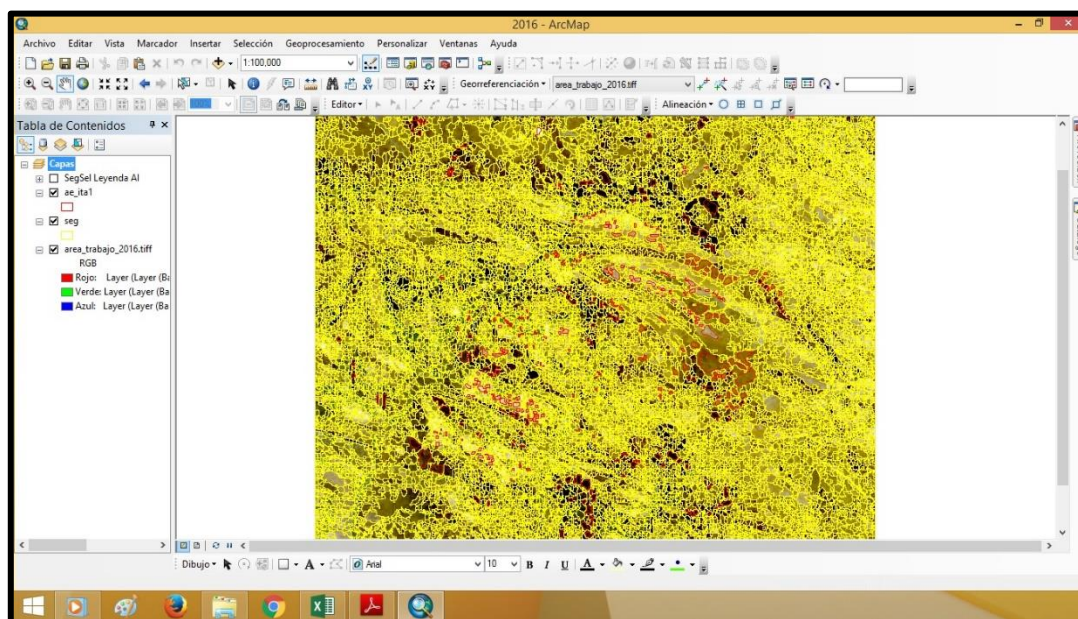 2016 - ArcMap
Archivo Editar Vista Marcador Insertar Selección Geoprocesamiento Personalizar Ventanas Ayuda
1:100,000
Georreferenciación area_trabajo_2016.tiff
Editor Alineación
Tabla de Contenidos
Capas
SegSel Leyenda Al
ae_ita1
seg
area_trabajo_2016.tiff
RGB
Rojo: Layer (Layer (Ba
Verde: Layer (Layer (Ba
Azul: Layer (Layer (Ba
Dibujo A Arial 10 B I U A